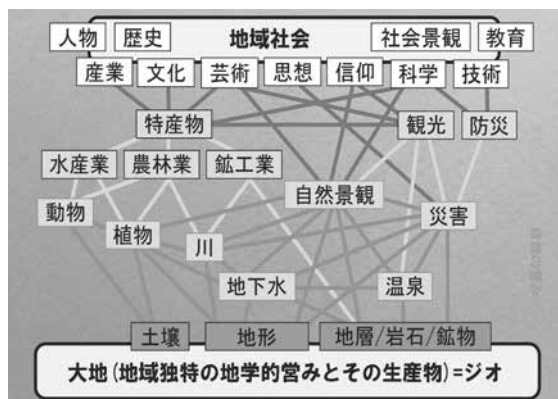 人物 歴史 地域社会 社会景観 教育
産業 文化 芸術 思想 信仰 科学 技術
特産物 観光 防災
水産業 農林業 鉱工業
自然景観
動物 災害
植物
川
地下水 温泉
土壌 地形 地層/岩石/鉱物
大地(地域独特の地学的営みとその生産物)=ジオ